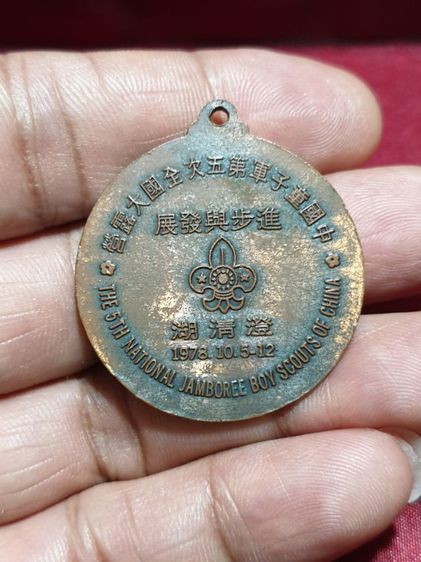 中國童子軍第五次全國大露營
進步與發展
澄清湖
1978.10.5-12
THE 5TH NATIONAL JAMBOREE BOY SCOUTS OF CHINA